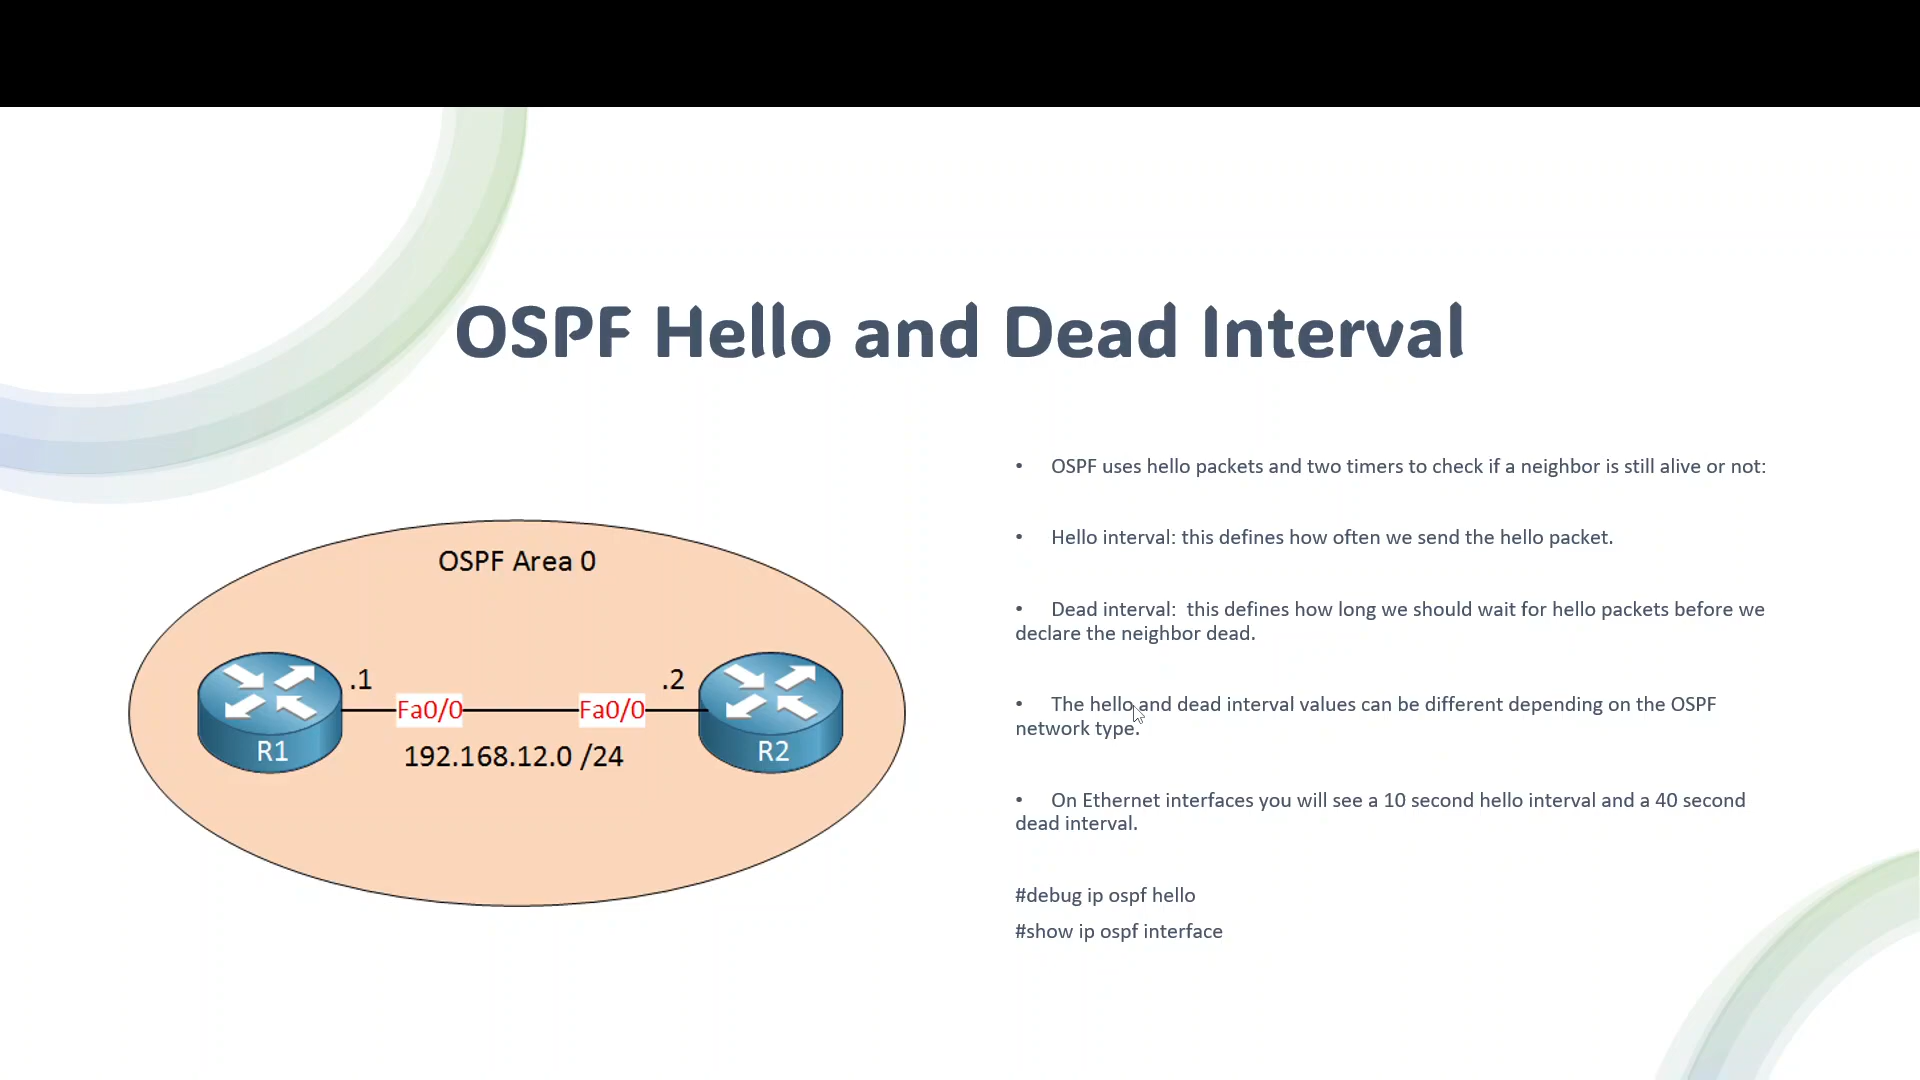 OSPF Hello and Dead Interval
OSPF Area 0
.1
.2
Fa0/0
Fa0/0
R1
192.168.12.0 /24
R2
• OSPF uses hello packets and two timers to check if a neighbor is still alive or not:
• Hello interval: this defines how often we send the hello packet.
• Dead interval:  this defines how long we should wait for hello packets before we
declare the neighbor dead.
• The hello and dead interval values can be different depending on the OSPF
network type.
• On Ethernet interfaces you will see a 10 second hello interval and a 40 second
dead interval.
#debug ip ospf hello
#show ip ospf interface